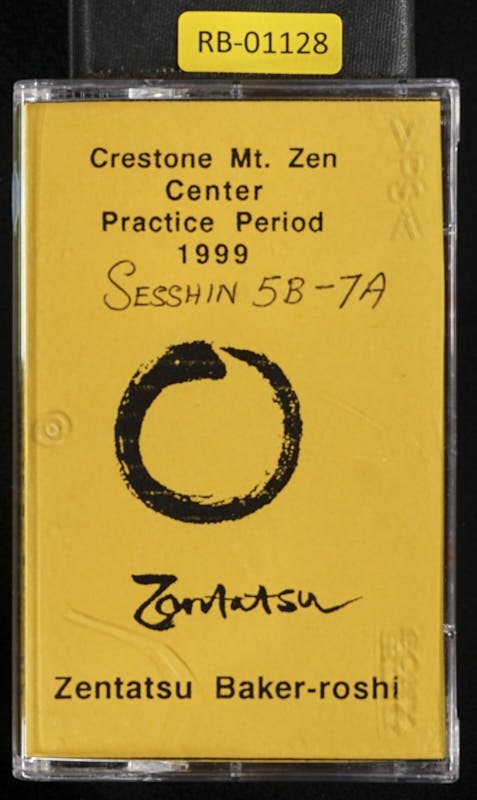 RB-01128
Crestone Mt. Zen
Center
Practice Period
1999
SESSHIN 5B-7A
Zentatsu
Zentatsu Baker-roshi